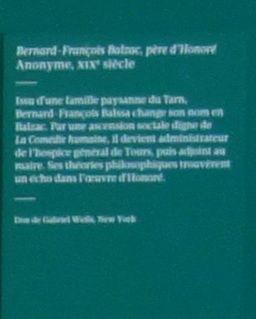 Bernard-François Balzac, père d'Honoré
Anonyme, XIXᵉ siècle
Issu d'une famille paysanne du Tarn,
Bernard-François Balssa change son nom en
Balzac. Par une ascension sociale digne de
La Comédie humaine, il devient administrateur
de l'hospice général de Tours, puis adjoint au
maire. Ses théories philosophiques trouvèrent
un écho dans l'œuvre d'Honoré.
Don de Gabriel Wells, New York